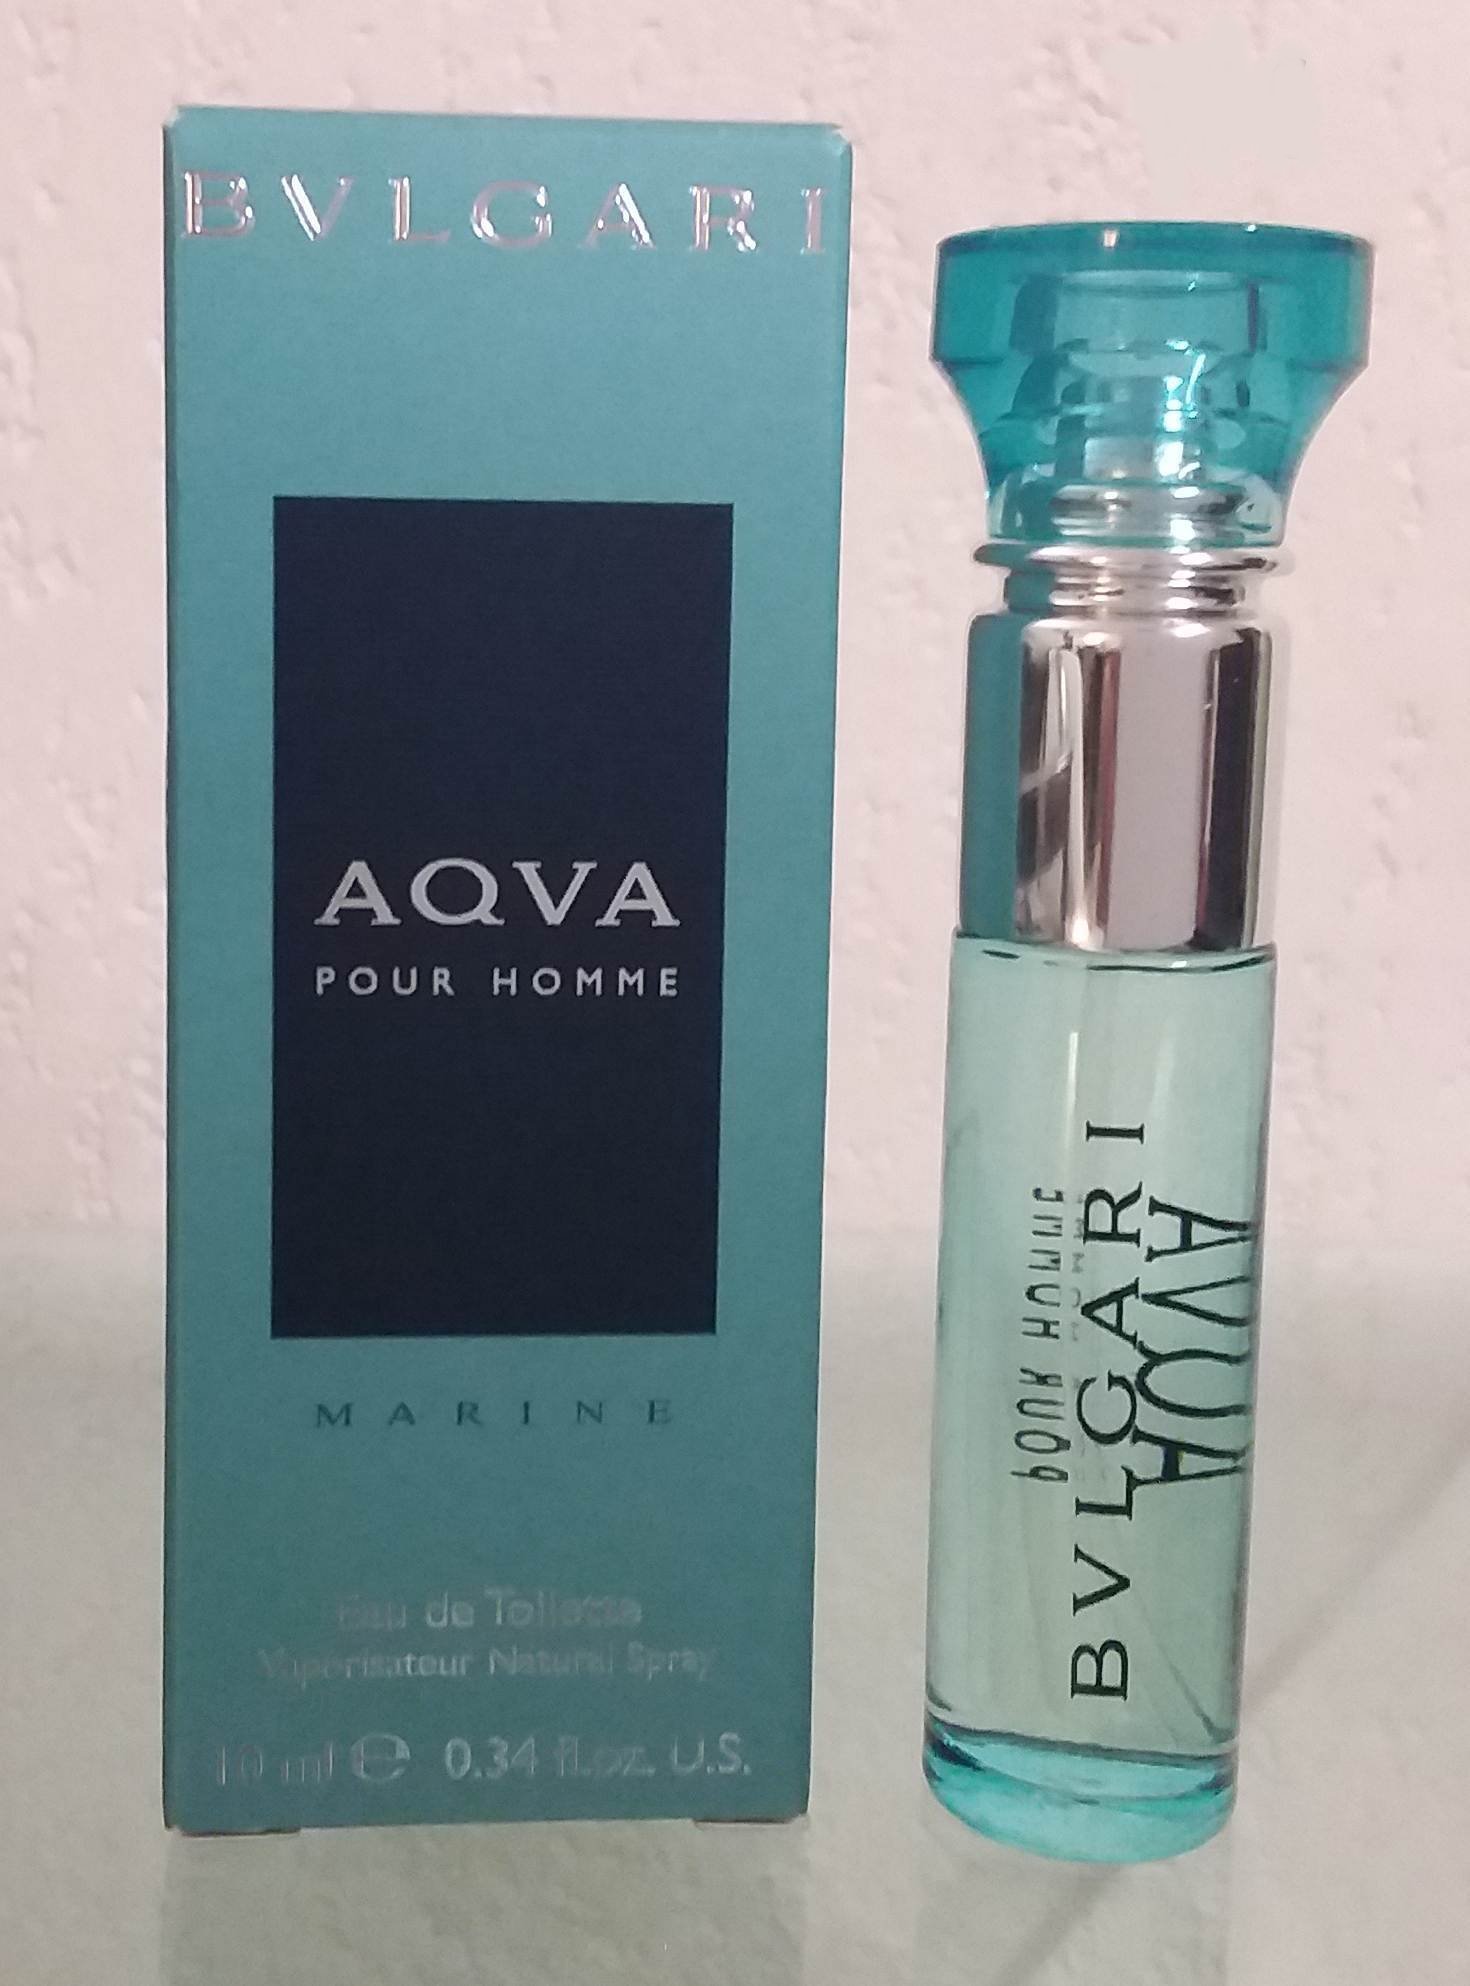 BVLGARI
AQVA
POUR HOMME
MARINE
Eau de Toilette
Vaporisateur Natural Spray
10 ml ℮ 0.34 fl.oz. U.S.
BVLGARI
AQVA
POUR HOMME
MARINE